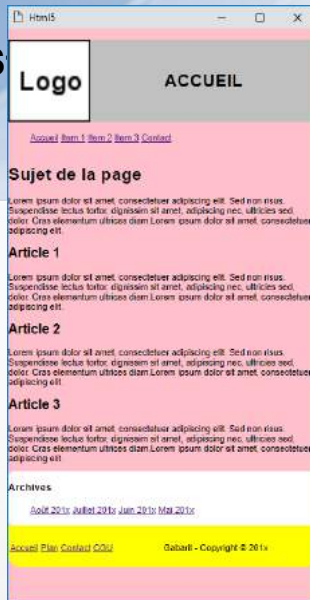 Html5
Logo
ACCUEIL
Accueil Item 1 Item 2 Item 3 Contact
Sujet de la page
Lorem ipsum dolor sit amet, consectetuer adipiscing elit. Sed non risus.
Suspendisse lectus tortor, dignissim sit amet, adipiscing nec, ultricies sed,
dolor. Cras elementum ultrices diam.Lorem ipsum dolor sit amet, consectetuer
adipiscing elit
Article 1
Lorem ipsum dolor sit amet, consectetuer adipiscing elit. Sed non risus.
Suspendisse lectus tortor, dignissim sit amet, adipiscing nec, ultricies sed,
dolor. Cras elementum ultrices diam.Lorem ipsum dolor sit amet, consectetuer
adipiscing elit
Article 2
Lorem ipsum dolor sit amet, consectetuer adipiscing elit. Sed non risus.
Suspendisse lectus tortor, dignissim sit amet, adipiscing nec, ultricies sed,
dolor. Cras elementum ultrices diam.Lorem ipsum dolor sit amet, consectetuer
adipiscing elit
Article 3
Lorem ipsum dolor sit amet, consectetuer adipiscing elit. Sed non risus.
Suspendisse lectus tortor, dignissim sit amet, adipiscing nec, ultricies sed,
dolor. Cras elementum ultrices diam.Lorem ipsum dolor sit amet, consectetuer
adipiscing elit
Archives
Août 201x Juillet 201x Juin 201x Mai 201x
Accueil Plan Contact CGU
Gabarit - Copyright © 201x